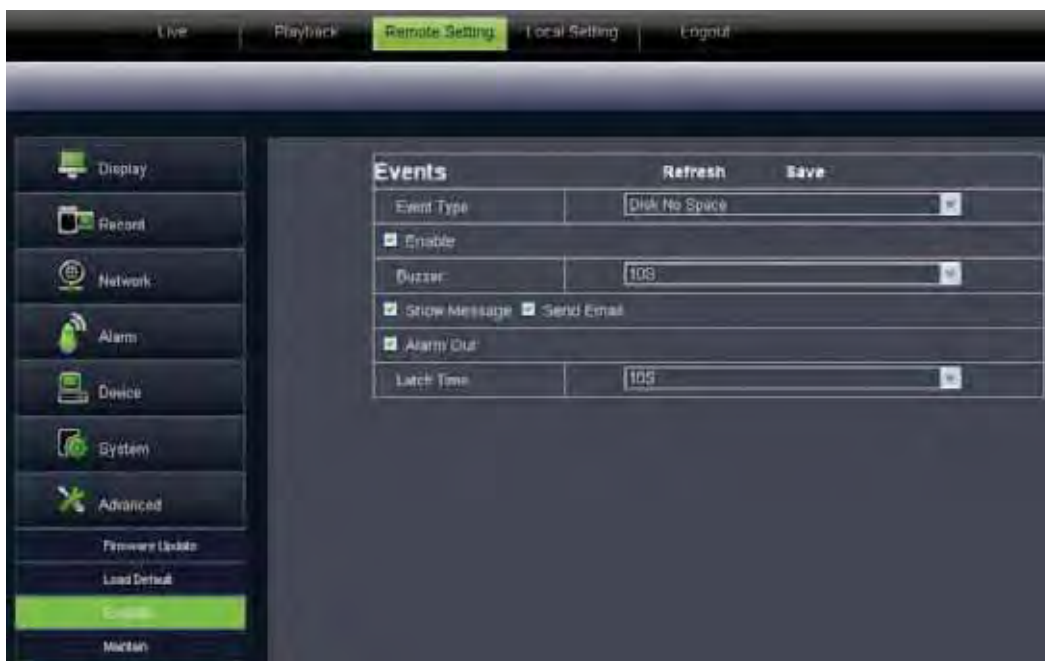 Live Playback Remote Setting Local Setting Logout
Display
Record
Network
Alarm
Device
System
Advanced
Firmware Update
Load Default
Events
Maintain
Events Refresh Save
Event Type Disk No Space
Enable
Buzzer 10S
Show Message Send Email
Alarm Out
Latch Time 10S